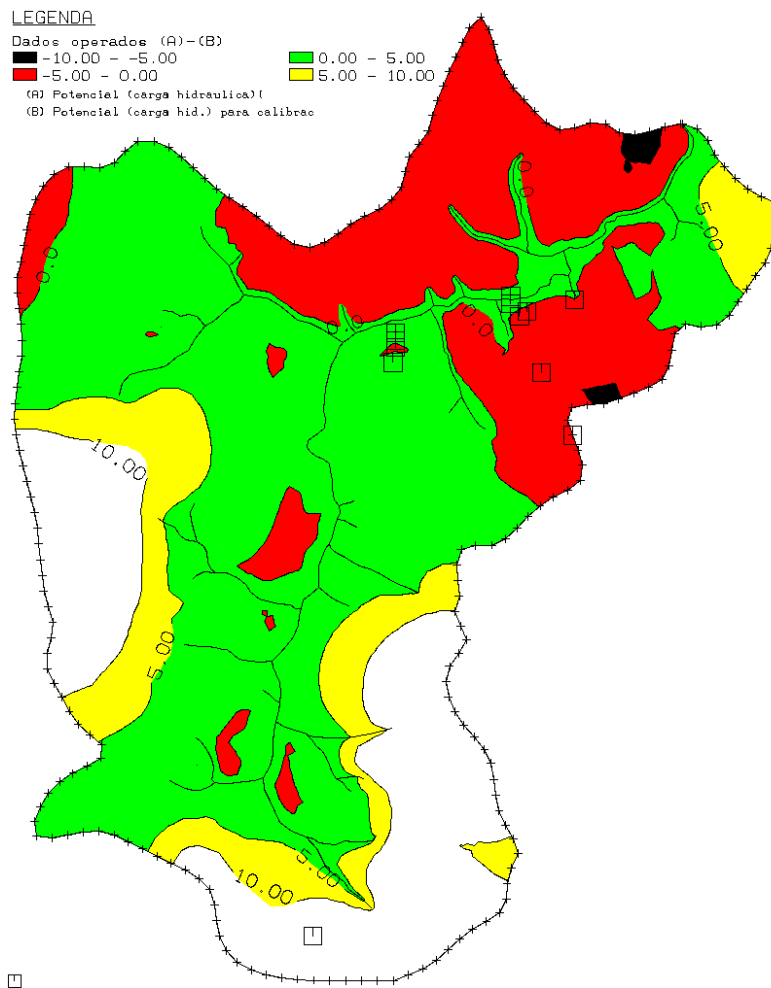 LEGENDA
Dados operados (A)-(B)
-10.00 - -5.00
0.00 - 5.00
-5.00 - 0.00
5.00 - 10.00
(A) Potencial (carga hidraulica)(
(B) Potencial (carga hid.) para calibrac
0.0
5.00
0.0
0.0
0.0
10.00
5.00
5.00
10.00